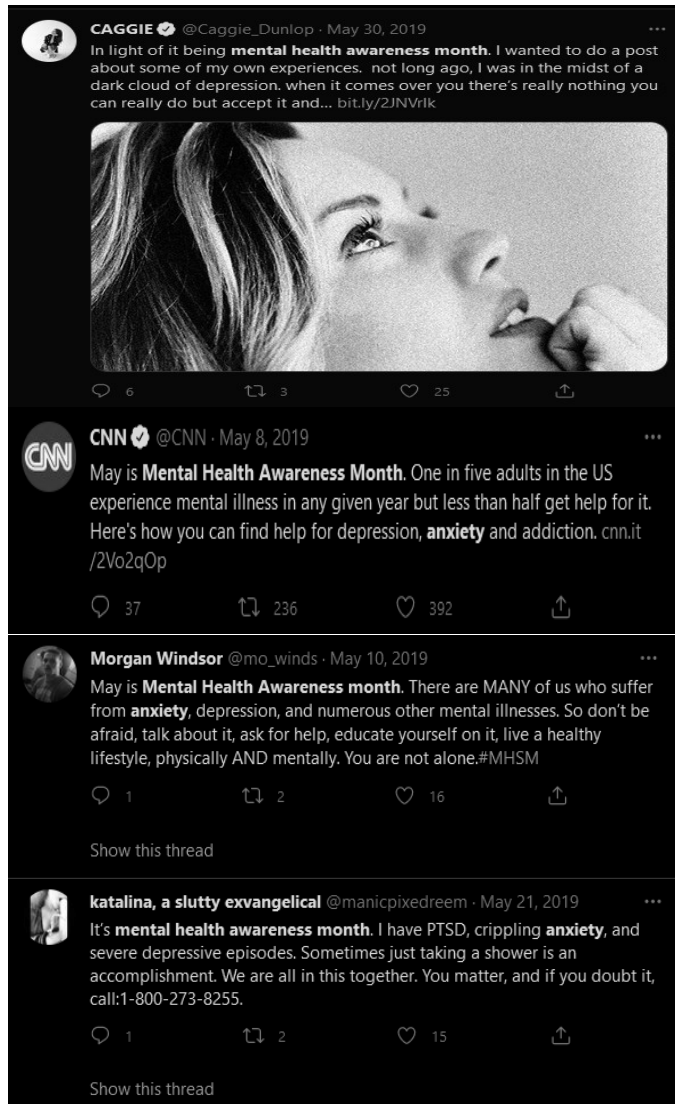 CAGGIE @Caggie_Dunlop · May 30, 2019
In light of it being mental health awareness month. I wanted to do a post
about some of my own experiences. not long ago, I was in the midst of a
dark cloud of depression. when it comes over you there's really nothing you
can really do but accept it and... bit.ly/2JNVrIk
6 3 25
CNN
CNN @CNN · May 8, 2019
May is Mental Health Awareness Month. One in five adults in the US
experience mental illness in any given year but less than half get help for it.
Here's how you can find help for depression, anxiety and addiction. cnn.it
/2Vo2qOp
37 236 392
Morgan Windsor @mo_winds · May 10, 2019
May is Mental Health Awareness month. There are MANY of us who suffer
from anxiety, depression, and numerous other mental illnesses. So don't be
afraid, talk about it, ask for help, educate yourself on it, live a healthy
lifestyle, physically AND mentally. You are not alone.#MHSM
1 2 16
Show this thread
katalina, a slutty exvangelical @manicpixedreem · May 21, 2019
It's mental health awareness month. I have PTSD, crippling anxiety, and
severe depressive episodes. Sometimes just taking a shower is an
accomplishment. We are all in this together. You matter, and if you doubt it,
call:1-800-273-8255.
1 2 15
Show this thread